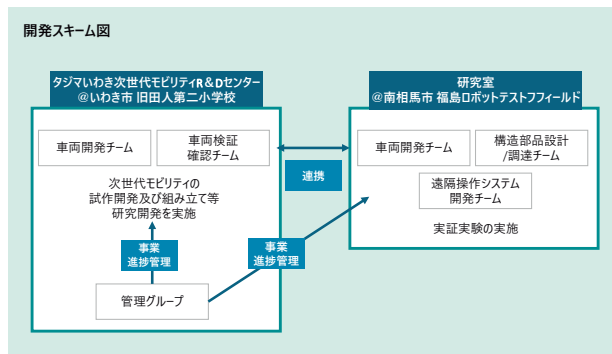 開発スキーム図
タジマいわき次世代モビリティR＆Dセンター
@いわき市 旧田人第二小学校
車両開発チーム
車両検証
確認チーム
次世代モビリティの
試作開発及び組み立て等
研究開発を実施
事業
進捗管理
管理グループ
連携
事業
進捗管理
研究室
@南相馬市 福島ロボットテストフフィールド
車両開発チーム
構造部品設計
/調達チーム
遠隔操作システム
開発チーム
実証実験の実施